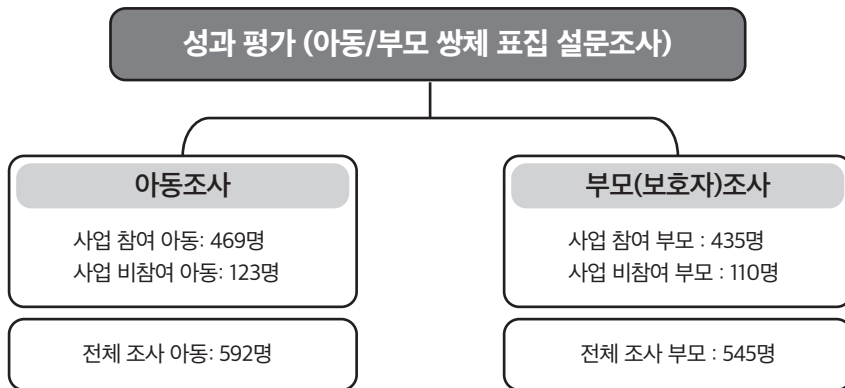 성과 평가 (아동/부모 쌍체 표집 설문조사)
아동조사
사업 참여 아동: 469명
사업 비참여 아동: 123명
전체 조사 아동: 592명
부모(보호자)조사
사업 참여 부모 : 435명
사업 비참여 부모 : 110명
전체 조사 부모 : 545명